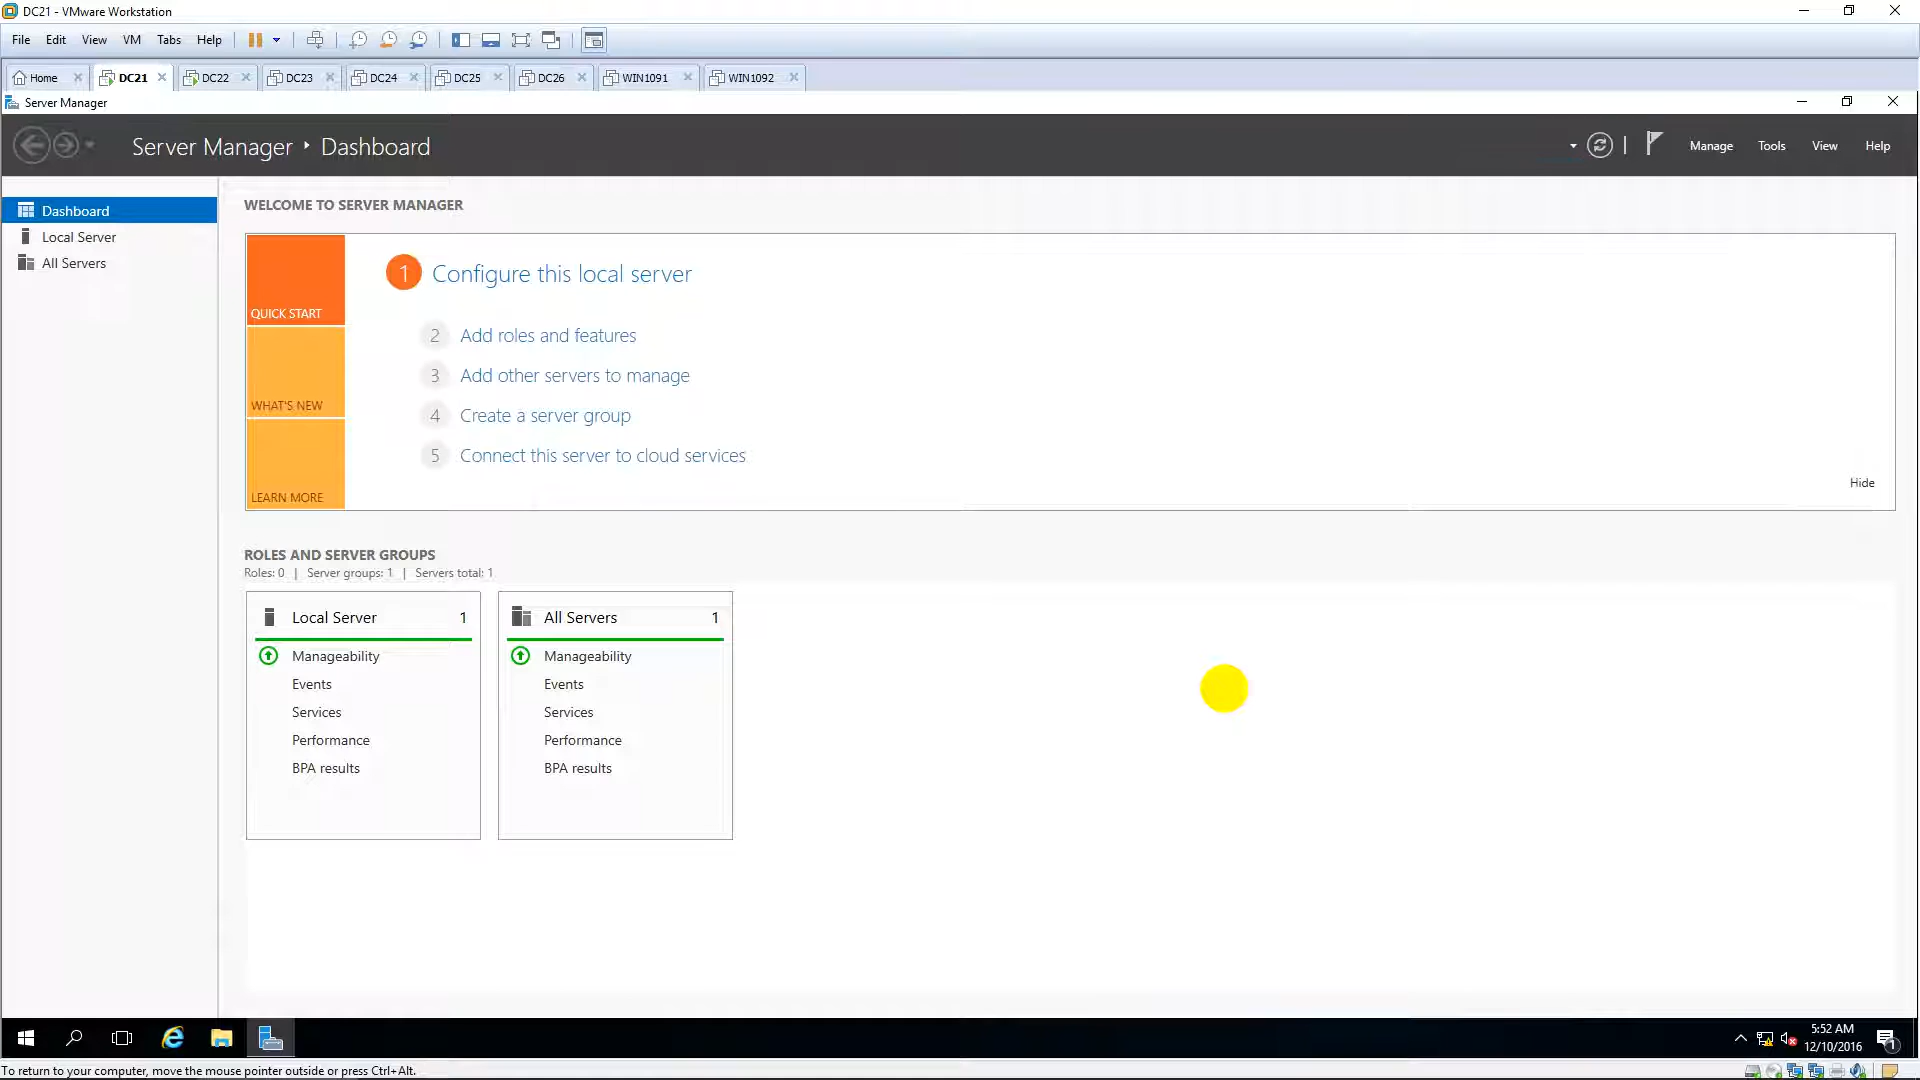 DC21 - VMware Workstation
File Edit View VM Tabs Help
Home DC21 DC22 DC23 DC24 DC25 DC26 WIN1091 WIN1092
Server Manager
Server Manager Dashboard
Manage Tools View Help
Dashboard
Local Server
All Servers
WELCOME TO SERVER MANAGER
QUICK START
WHAT'S NEW
LEARN MORE
1 Configure this local server
2 Add roles and features
3 Add other servers to manage
4 Create a server group
5 Connect this server to cloud services
Hide
ROLES AND SERVER GROUPS
Roles: 0 | Server groups: 1 | Servers total: 1
Local Server 1
Manageability
Events
Services
Performance
BPA results
All Servers 1
Manageability
Events
Services
Performance
BPA results
5:52 AM
12/10/2016
1
To return to your computer, move the mouse pointer outside or press Ctrl+Alt.